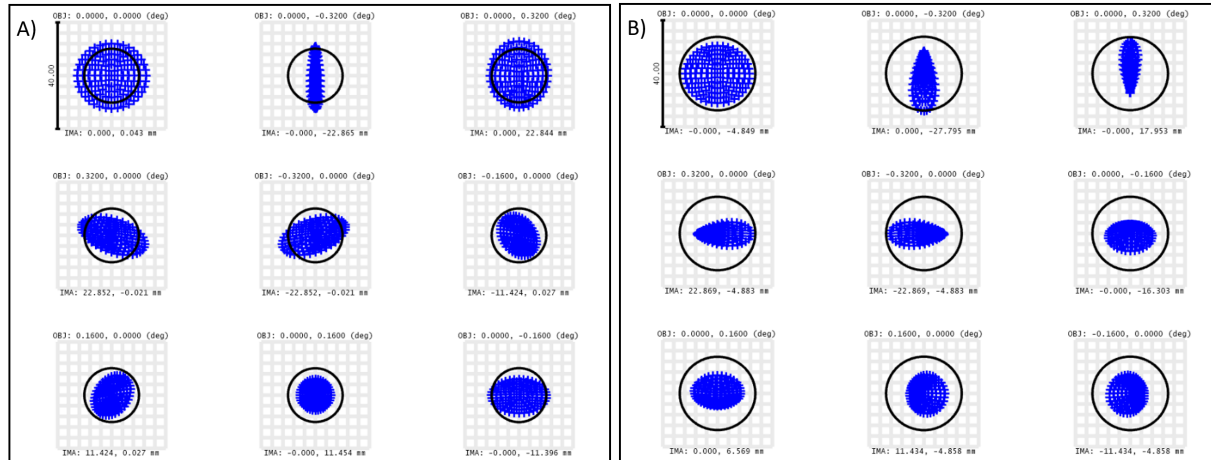 A)
OBJ: 0.0000, 0.0000 (deg)
OBJ: 0.0000, -0.3200 (deg)
OBJ: 0.0000, 0.3200 (deg)
40.00
IMA: 0.000, 0.043 mm
IMA: -0.000, -22.865 mm
IMA: 0.000, 22.844 mm
OBJ: 0.3200, 0.0000 (deg)
OBJ: -0.3200, 0.0000 (deg)
OBJ: -0.1600, 0.0000 (deg)
IMA: 22.852, -0.021 mm
IMA: -22.852, -0.021 mm
IMA: -11.424, 0.027 mm
OBJ: 0.1600, 0.0000 (deg)
OBJ: 0.0000, 0.1600 (deg)
OBJ: 0.0000, -0.1600 (deg)
IMA: 11.424, 0.027 mm
IMA: -0.000, 11.454 mm
IMA: -0.000, -11.396 mm
B)
OBJ: 0.0000, 0.0000 (deg)
OBJ: 0.0000, -0.3200 (deg)
OBJ: 0.0000, 0.3200 (deg)
40.00
IMA: -0.000, -4.849 mm
IMA: 0.000, -27.795 mm
IMA: -0.000, 17.953 mm
OBJ: 0.3200, 0.0000 (deg)
OBJ: -0.3200, 0.0000 (deg)
OBJ: 0.0000, -0.1600 (deg)
IMA: 22.869, -4.883 mm
IMA: -22.869, -4.883 mm
IMA: -0.000, -16.303 mm
OBJ: 0.0000, 0.1600 (deg)
OBJ: 0.1600, 0.0000 (deg)
OBJ: -0.1600, 0.0000 (deg)
IMA: 0.000, 6.569 mm
IMA: 11.434, -4.858 mm
IMA: -11.434, -4.858 mm